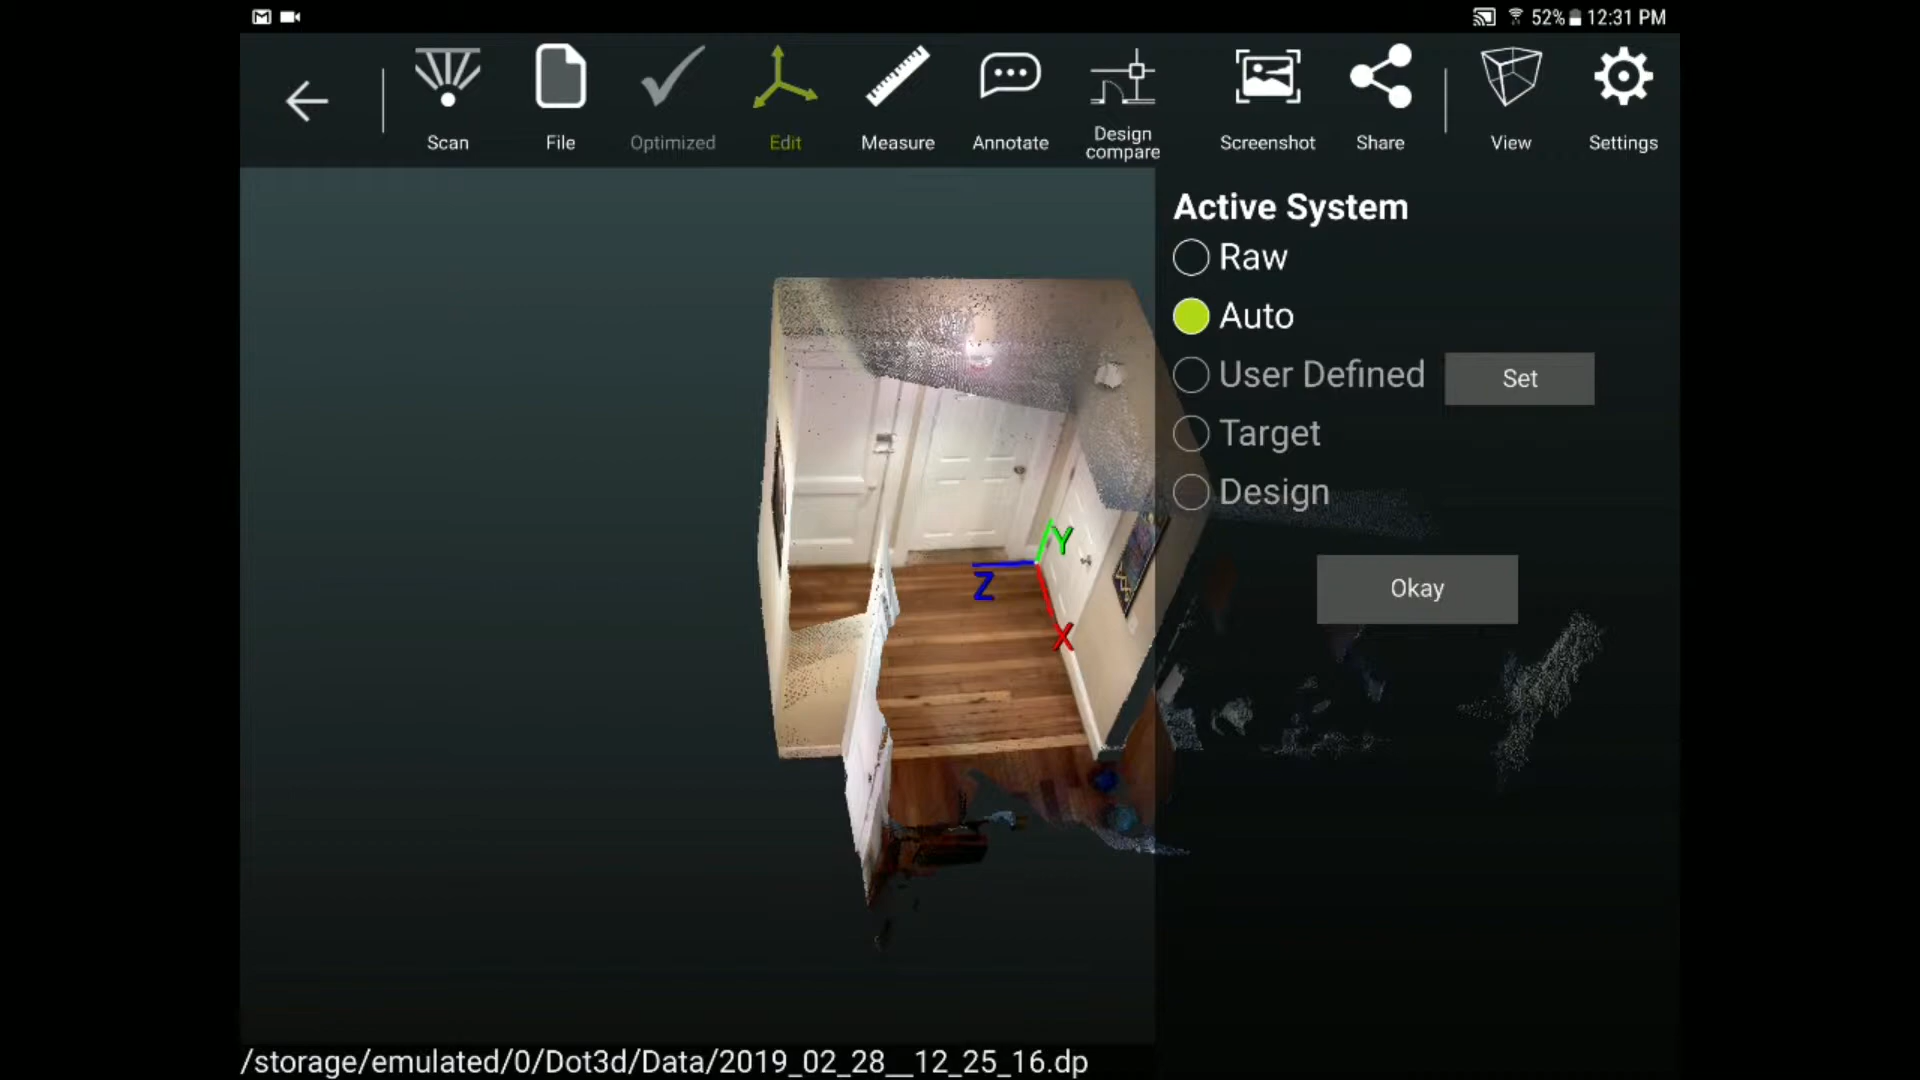 52% 12:31 PM
Scan
File
Optimized
Edit
Measure
Annotate
Design
compare
Screenshot
Share
View
Settings
Active System
Raw
Auto
User Defined
Set
Target
Design
Okay
Y
Z
X
/storage/emulated/0/Dot3d/Data/2019_02_28__12_25_16.dp